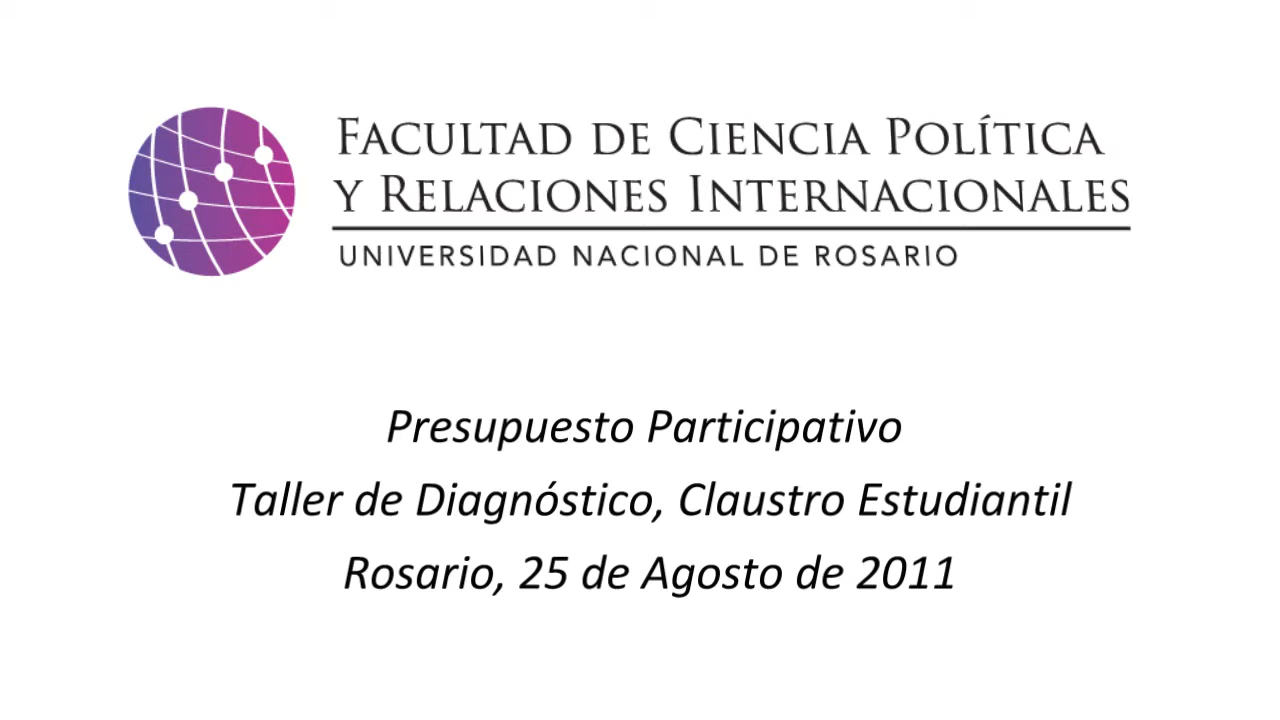 FACULTAD DE CIENCIA POLÍTICA
Y RELACIONES INTERNACIONALES
UNIVERSIDAD NACIONAL DE ROSARIO
Presupuesto Participativo
Taller de Diagnóstico, Claustro Estudiantil
Rosario, 25 de Agosto de 2011